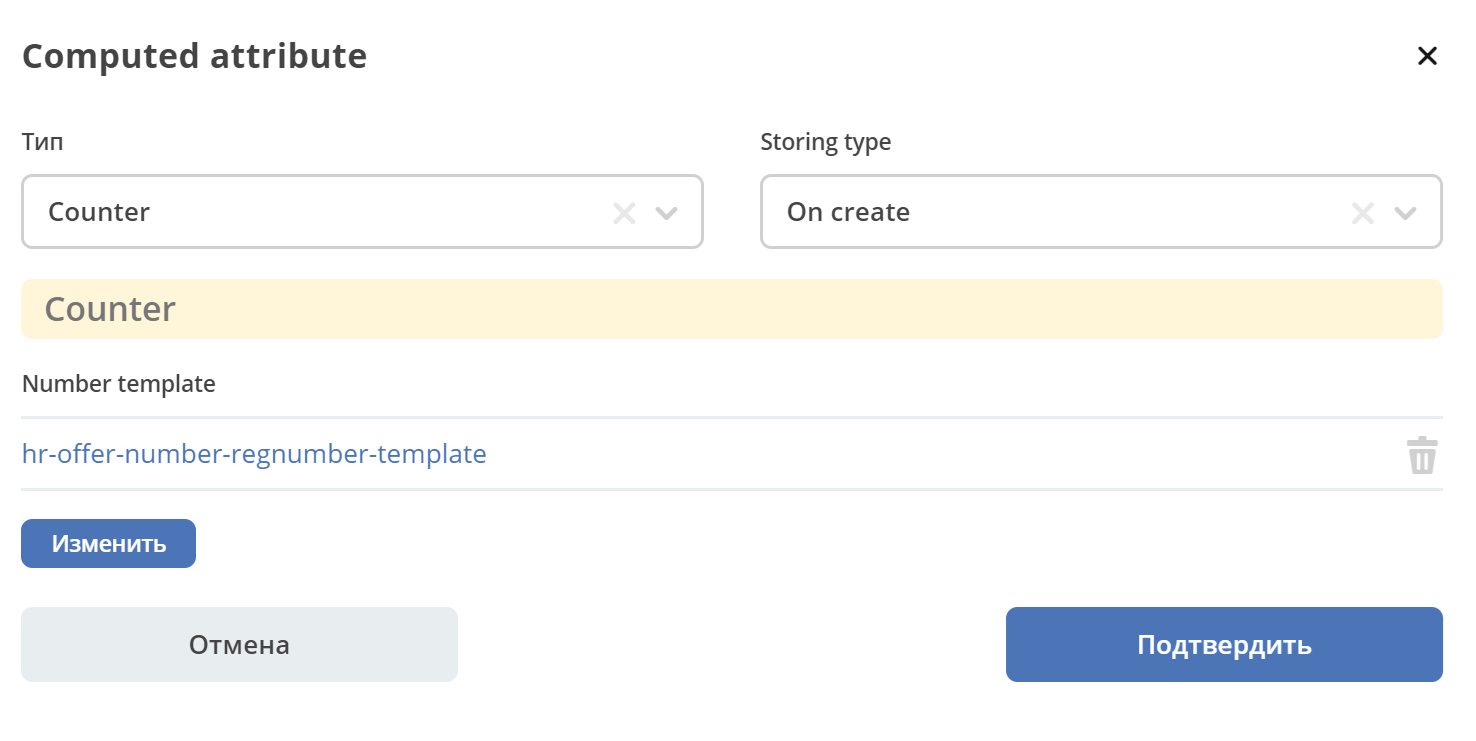 Computed attribute
Тип
Storing type
Counter
On create
Counter
Number template
hr-offer-number-regnumber-template
Изменить
Отмена
Подтвердить